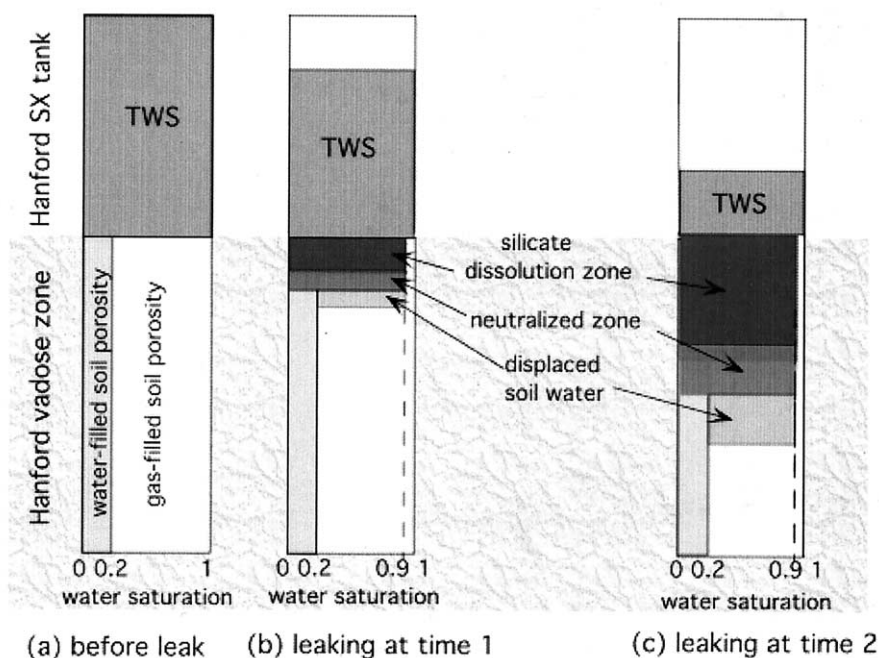 Hanford SX tank
Hanford vadose zone
TWS
TWS
TWS
water-filled soil porosity
gas-filled soil porosity
silicate
dissolution zone
neutralized zone
displaced
soil water
0 0.2 1
water saturation
0 0.2 0.9 1
water saturation
0 0.2 0.9 1
water saturation
(a) before leak
(b) leaking at time 1
(c) leaking at time 2